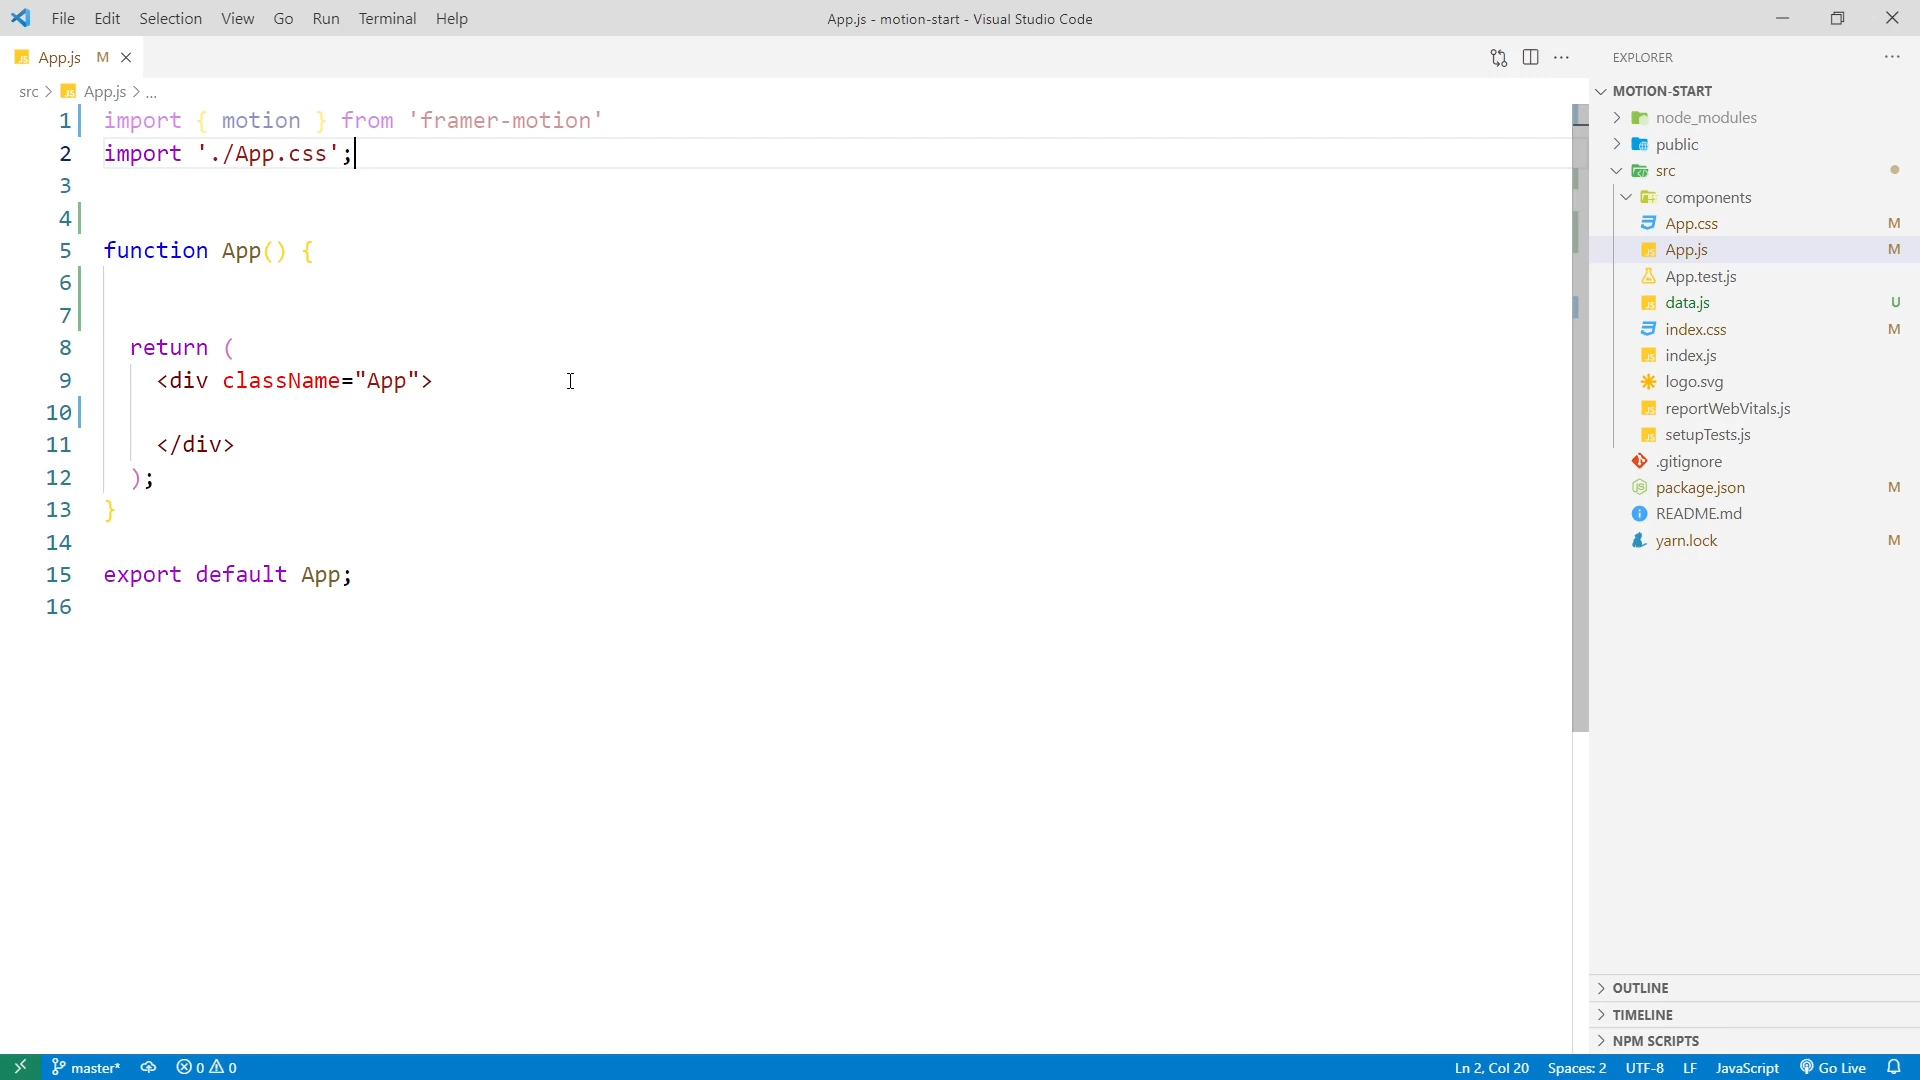 File Edit Selection View Go Run Terminal Help
App.js - motion-start - Visual Studio Code
App.js M
src > App.js > ...
1 import { motion } from 'framer-motion'
2 import './App.css';
3
4
5 function App() {
6
7
8 return (
9 <div className="App">
10
11 </div>
12 );
13 }
14
15 export default App;
16
EXPLORER
MOTION-START
node_modules
public
src
components
App.css M
App.js M
App.test.js
data.js U
index.css M
index.js
logo.svg
reportWebVitals.js
setupTests.js
.gitignore
package.json M
README.md
yarn.lock M
OUTLINE
TIMELINE
NPM SCRIPTS
master* 0 0
Ln 2, Col 20 Spaces: 2 UTF-8 LF JavaScript Go Live